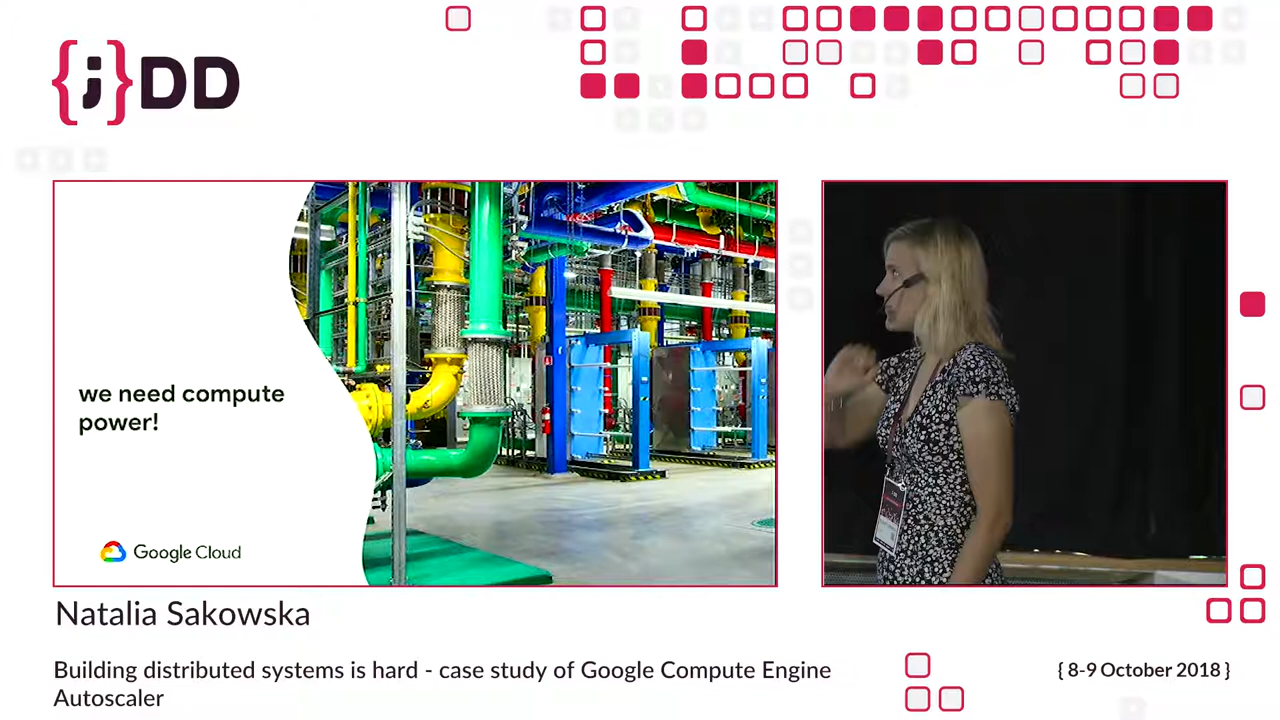 {j}DD
we need compute
power!
Google Cloud
Natalia Sakowska
Building distributed systems is hard - case study of Google Compute Engine
Autoscaler
{ 8-9 October 2018 }